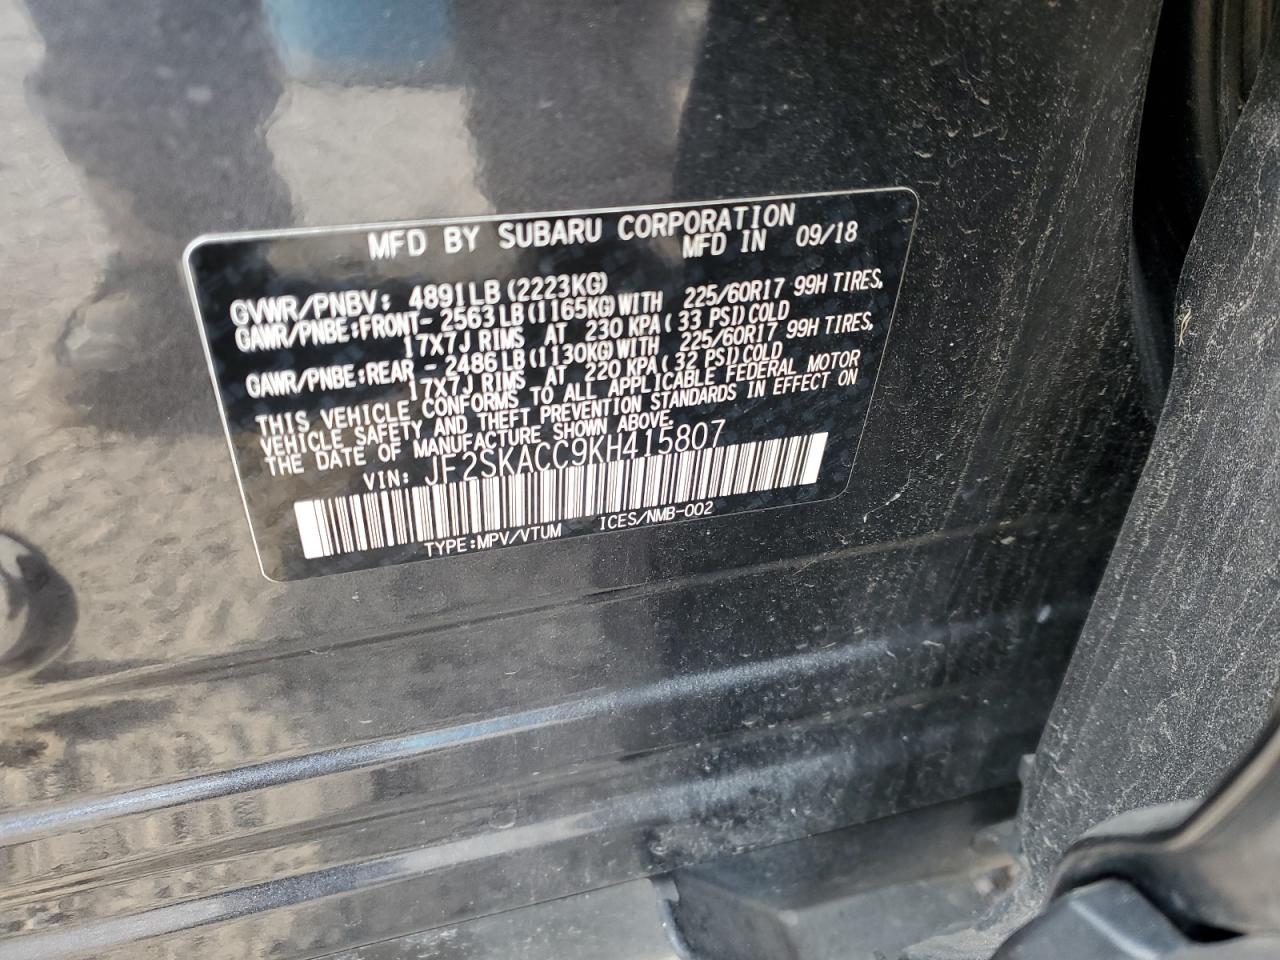 MFD BY SUBARU CORPORATION
MFD IN 09/18
GVWR/PNBV: 4891LB (2223KG)
GAWR/PNBE:FRONT- 2563LB(1165KG)WITH 225/60R17 99H TIRES,
17X7J RIMS AT 230 KPA(33 PSI)COLD
GAWR/PNBE:REAR - 2486LB(1130KG)WITH 225/60R17 99H TIRES,
17X7J RIMS AT 220 KPA(32 PSI)COLD
THIS VEHICLE CONFORMS TO ALL APPLICABLE FEDERAL MOTOR
VEHICLE SAFETY AND THEFT PREVENTION STANDARDS IN EFFECT ON
THE DATE OF MANUFACTURE SHOWN ABOVE.
VIN: JF2SKACC9KH415807
TYPE:MPV/VTUM ICES/NMB-002